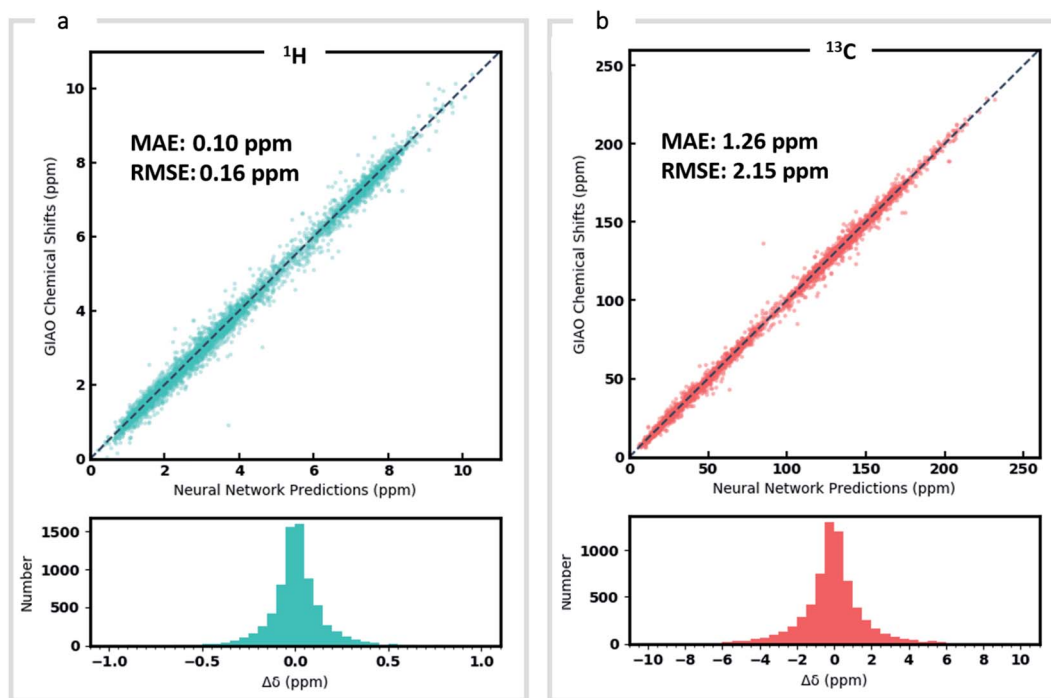 a
¹H
MAE: 0.10 ppm
RMSE: 0.16 ppm
GIAO Chemical Shifts (ppm)
10
8
6
4
2
0
0 2 4 6 8 10
Neural Network Predictions (ppm)
Number
1500
1000
500
0
−1.0 −0.5 0.0 0.5 1.0
Δδ (ppm)
b
¹³C
MAE: 1.26 ppm
RMSE: 2.15 ppm
GIAO Chemical Shifts (ppm)
250
200
150
100
50
0
0 50 100 150 200 250
Neural Network Predictions (ppm)
Number
1000
500
0
−10 −8 −6 −4 −2 0 2 4 6 8 10
Δδ (ppm)